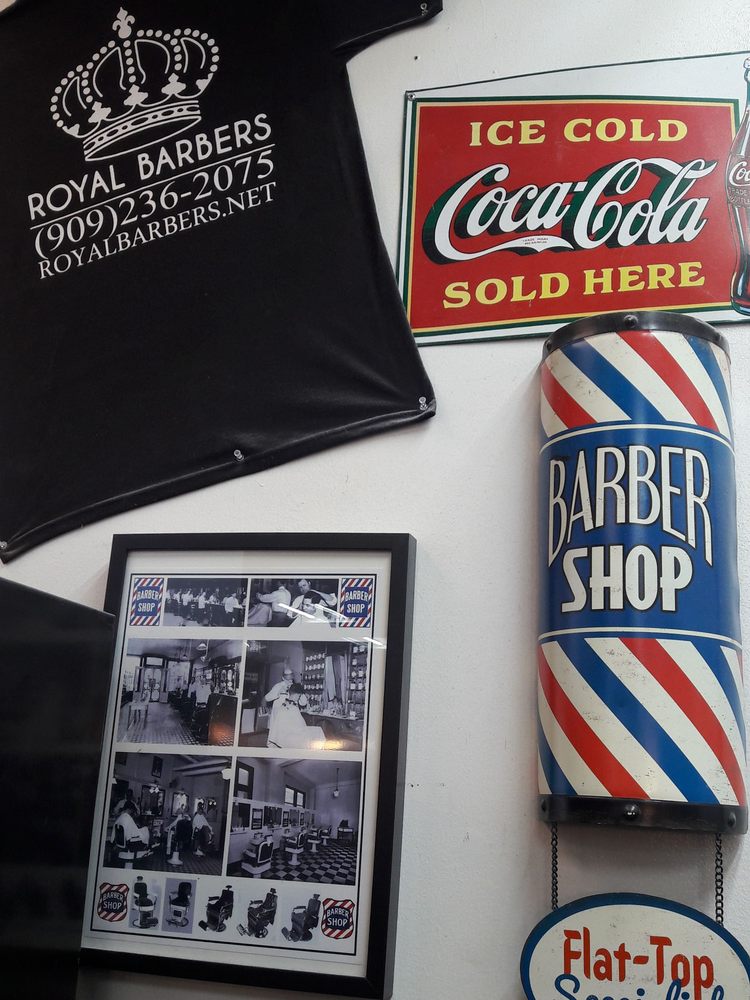 ROYAL BARBERS
(909)236-2075
ROYALBARBERS.NET
ICE COLD
Coca-Cola
SOLD HERE
Coca
BARBER
SHOP
BARBER
SHOP
BARBER
SHOP
BARBER
SHOP
BARBER
SHOP
Flat-Top